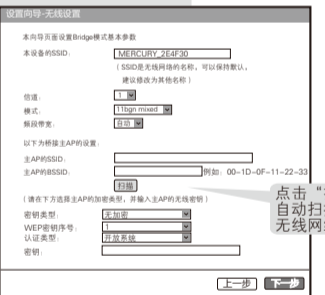 设置向导-无线设置
本向导页面设置Bridge模式基本参数
本设备的SSID: MERCURY_2E4F30
(SSID是无线网络的名称,可以保持默认,
建议修改为其他名称)
信道: 1
模式: 11bgn mixed
频段带宽: 自动
以下为桥接主AP的设置:
主AP的SSID:
主AP的BSSID: 例如: 00-1D-0F-11-22-33
扫描
点击“
自动扫
无线网
(请在下方选择主AP的加密类型,并输入主AP的无线密钥)
密钥类型: 无加密
WEP密钥序号: 1
认证类型: 开放系统
密钥:
上一步 下一步